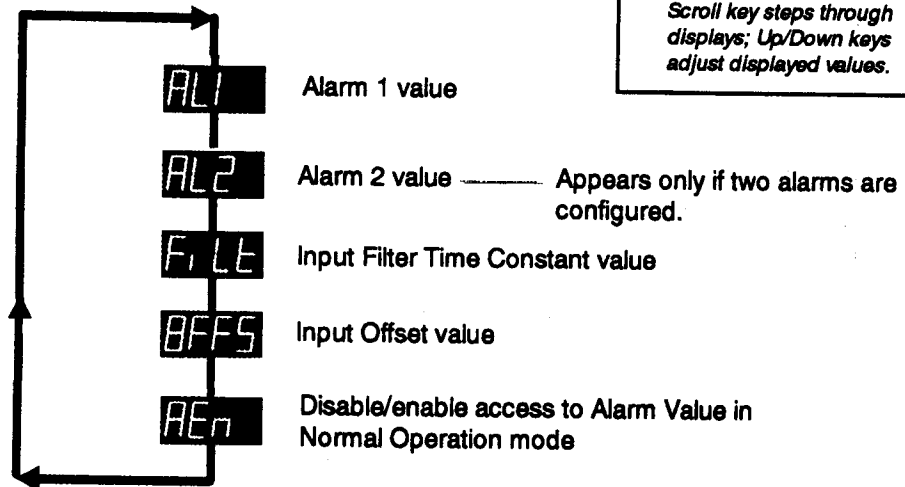 Scroll key steps through
displays; Up/Down keys
adjust displayed values.
AL1 Alarm 1 value
AL2 Alarm 2 value Appears only if two alarms are
configured.
FiLt Input Filter Time Constant value
OFFS Input Offset value
AEn Disable/enable access to Alarm Value in
Normal Operation mode